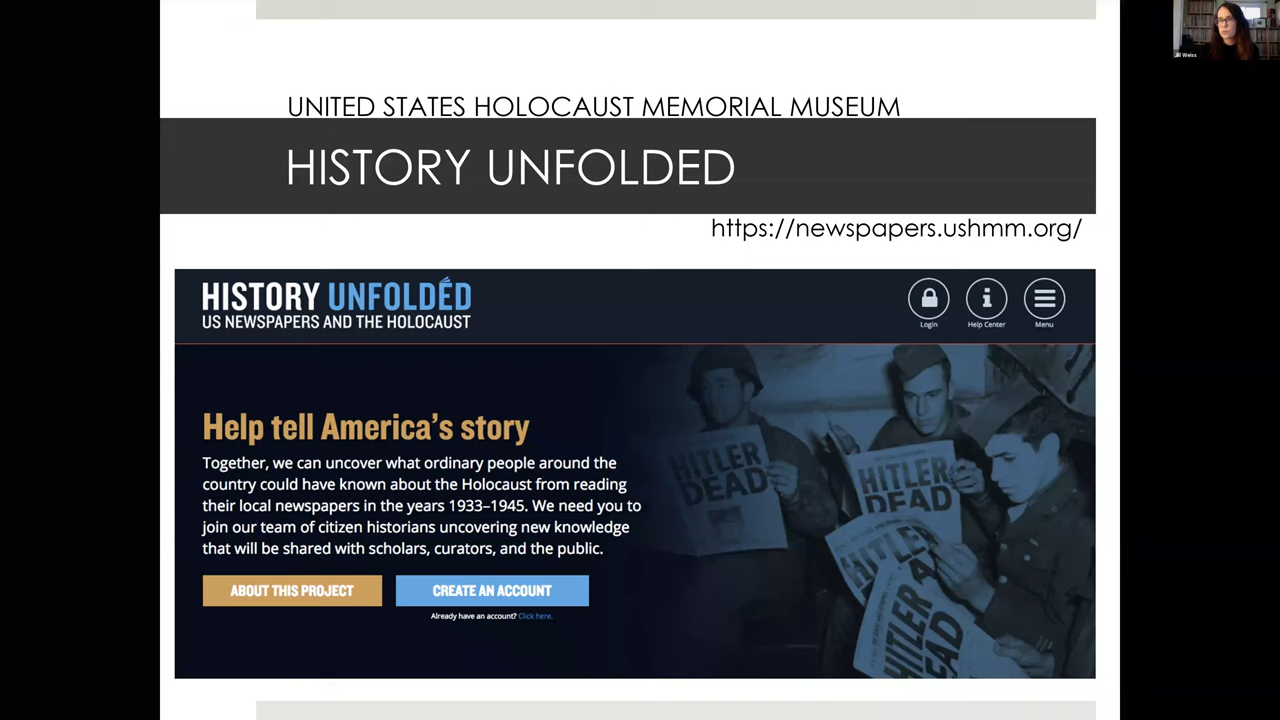 UNITED STATES HOLOCAUST MEMORIAL MUSEUM
HISTORY UNFOLDED
https://newspapers.ushmm.org/
HISTORY UNFOLDED
US NEWSPAPERS AND THE HOLOCAUST
Login
Help Center
Menu
Help tell America's story
Together, we can uncover what ordinary people around the
country could have known about the Holocaust from reading
their local newspapers in the years 1933–1945. We need you to
join our team of citizen historians uncovering new knowledge
that will be shared with scholars, curators, and the public.
ABOUT THIS PROJECT
CREATE AN ACCOUNT
Already have an account? Click here.
HITLER
DEAD
HITLER
DEAD
HITLER
HITLER
DEAD
Jill Weiss